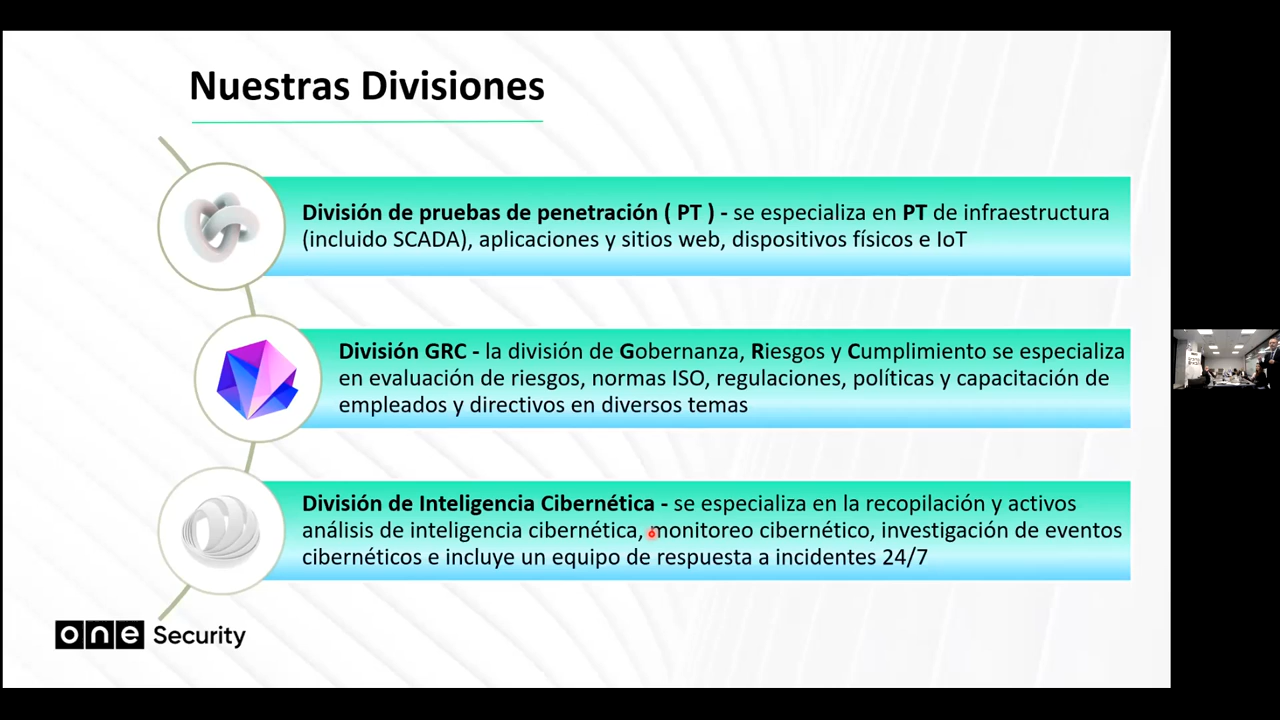 Nuestras Divisiones
División de pruebas de penetración ( PT ) - se especializa en PT de infraestructura
(incluido SCADA), aplicaciones y sitios web, dispositivos físicos e IoT
División GRC - la división de Gobernanza, Riesgos y Cumplimiento se especializa
en evaluación de riesgos, normas ISO, regulaciones, políticas y capacitación de
empleados y directivos en diversos temas
División de Inteligencia Cibernética - se especializa en la recopilación y activos
análisis de inteligencia cibernética, monitoreo cibernético, investigación de eventos
cibernéticos e incluye un equipo de respuesta a incidentes 24/7
one Security